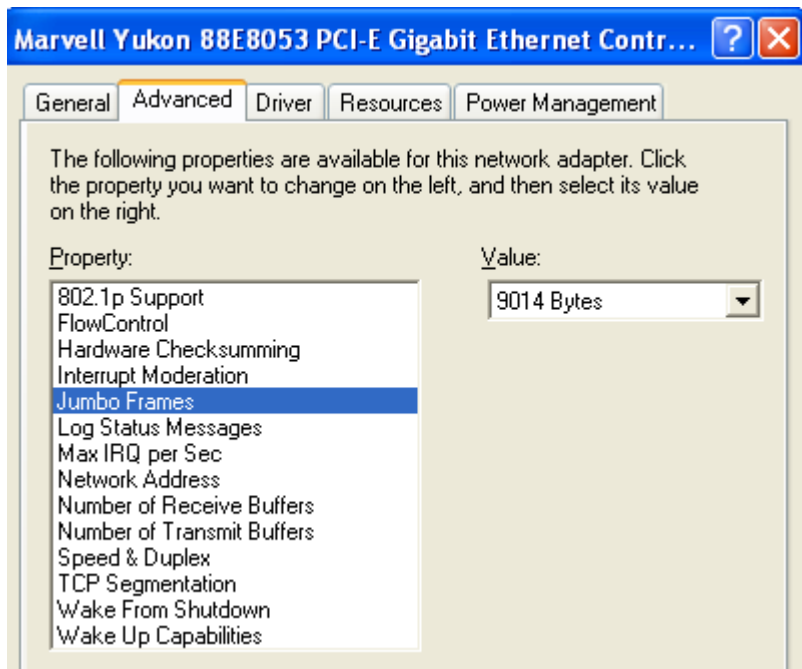 Marvell Yukon 88E8053 PCI-E Gigabit Ethernet Contr...
General Advanced Driver Resources Power Management
The following properties are available for this network adapter. Click
the property you want to change on the left, and then select its value
on the right.
Property:
802.1p Support
FlowControl
Hardware Checksumming
Interrupt Moderation
Jumbo Frames
Log Status Messages
Max IRQ per Sec
Network Address
Number of Receive Buffers
Number of Transmit Buffers
Speed & Duplex
TCP Segmentation
Wake From Shutdown
Wake Up Capabilities
Value:
9014 Bytes